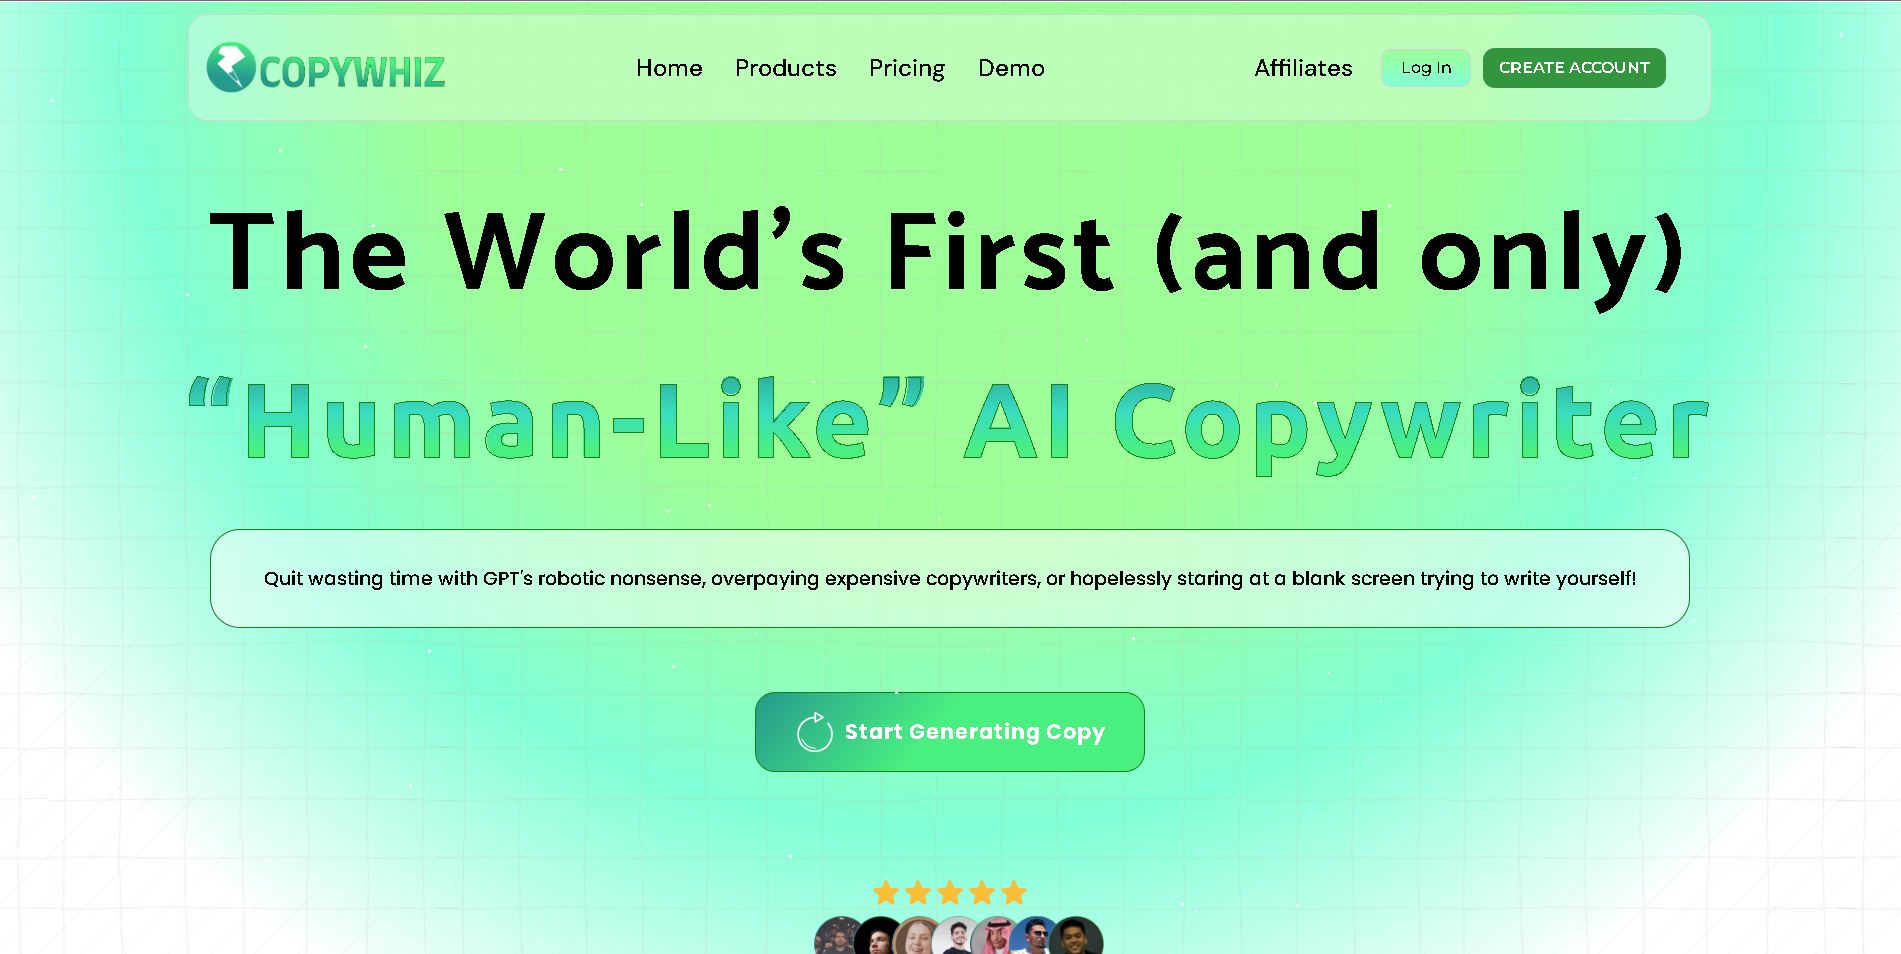 COPYWHIZ
Home Products Pricing Demo Affiliates Log In CREATE ACCOUNT
The World’s First (and only)
“Human-Like” AI Copywriter
Quit wasting time with GPT's robotic nonsense, overpaying expensive copywriters, or hopelessly staring at a blank screen trying to write yourself!
Start Generating Copy